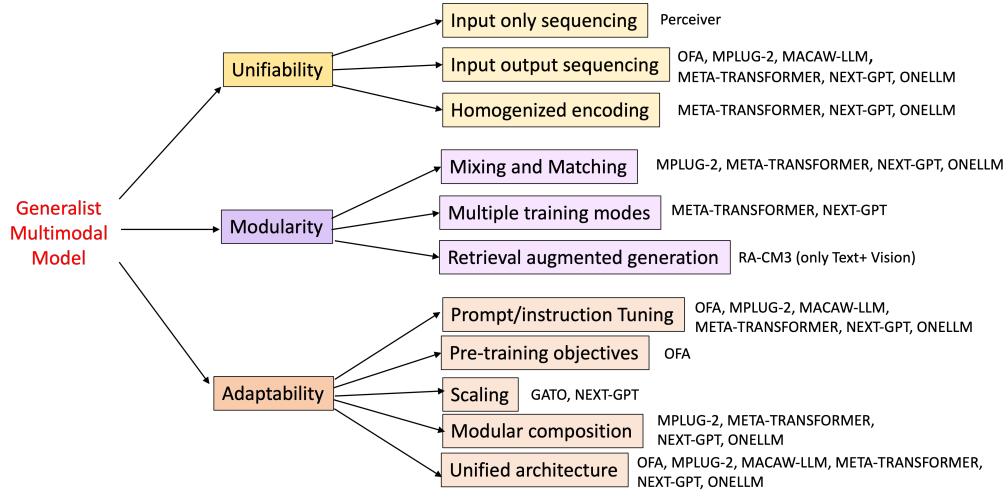 Generalist
Multimodal
Model
Unifiability
Input only sequencing
Perceiver
Input output sequencing
OFA, MPLUG-2, MACAW-LLM,
META-TRANSFORMER, NEXT-GPT, ONELLM
Homogenized encoding
META-TRANSFORMER, NEXT-GPT, ONELLM
Modularity
Mixing and Matching
MPLUG-2, META-TRANSFORMER, NEXT-GPT, ONELLM
Multiple training modes
META-TRANSFORMER, NEXT-GPT
Retrieval augmented generation
RA-CM3 (only Text+ Vision)
Adaptability
Prompt/instruction Tuning
OFA, MPLUG-2, MACAW-LLM,
META-TRANSFORMER, NEXT-GPT, ONELLM
Pre-training objectives
OFA
Scaling
GATO, NEXT-GPT
Modular composition
MPLUG-2, META-TRANSFORMER,
NEXT-GPT, ONELLM
Unified architecture
OFA, MPLUG-2, MACAW-LLM, META-TRANSFORMER,
NEXT-GPT, ONELLM